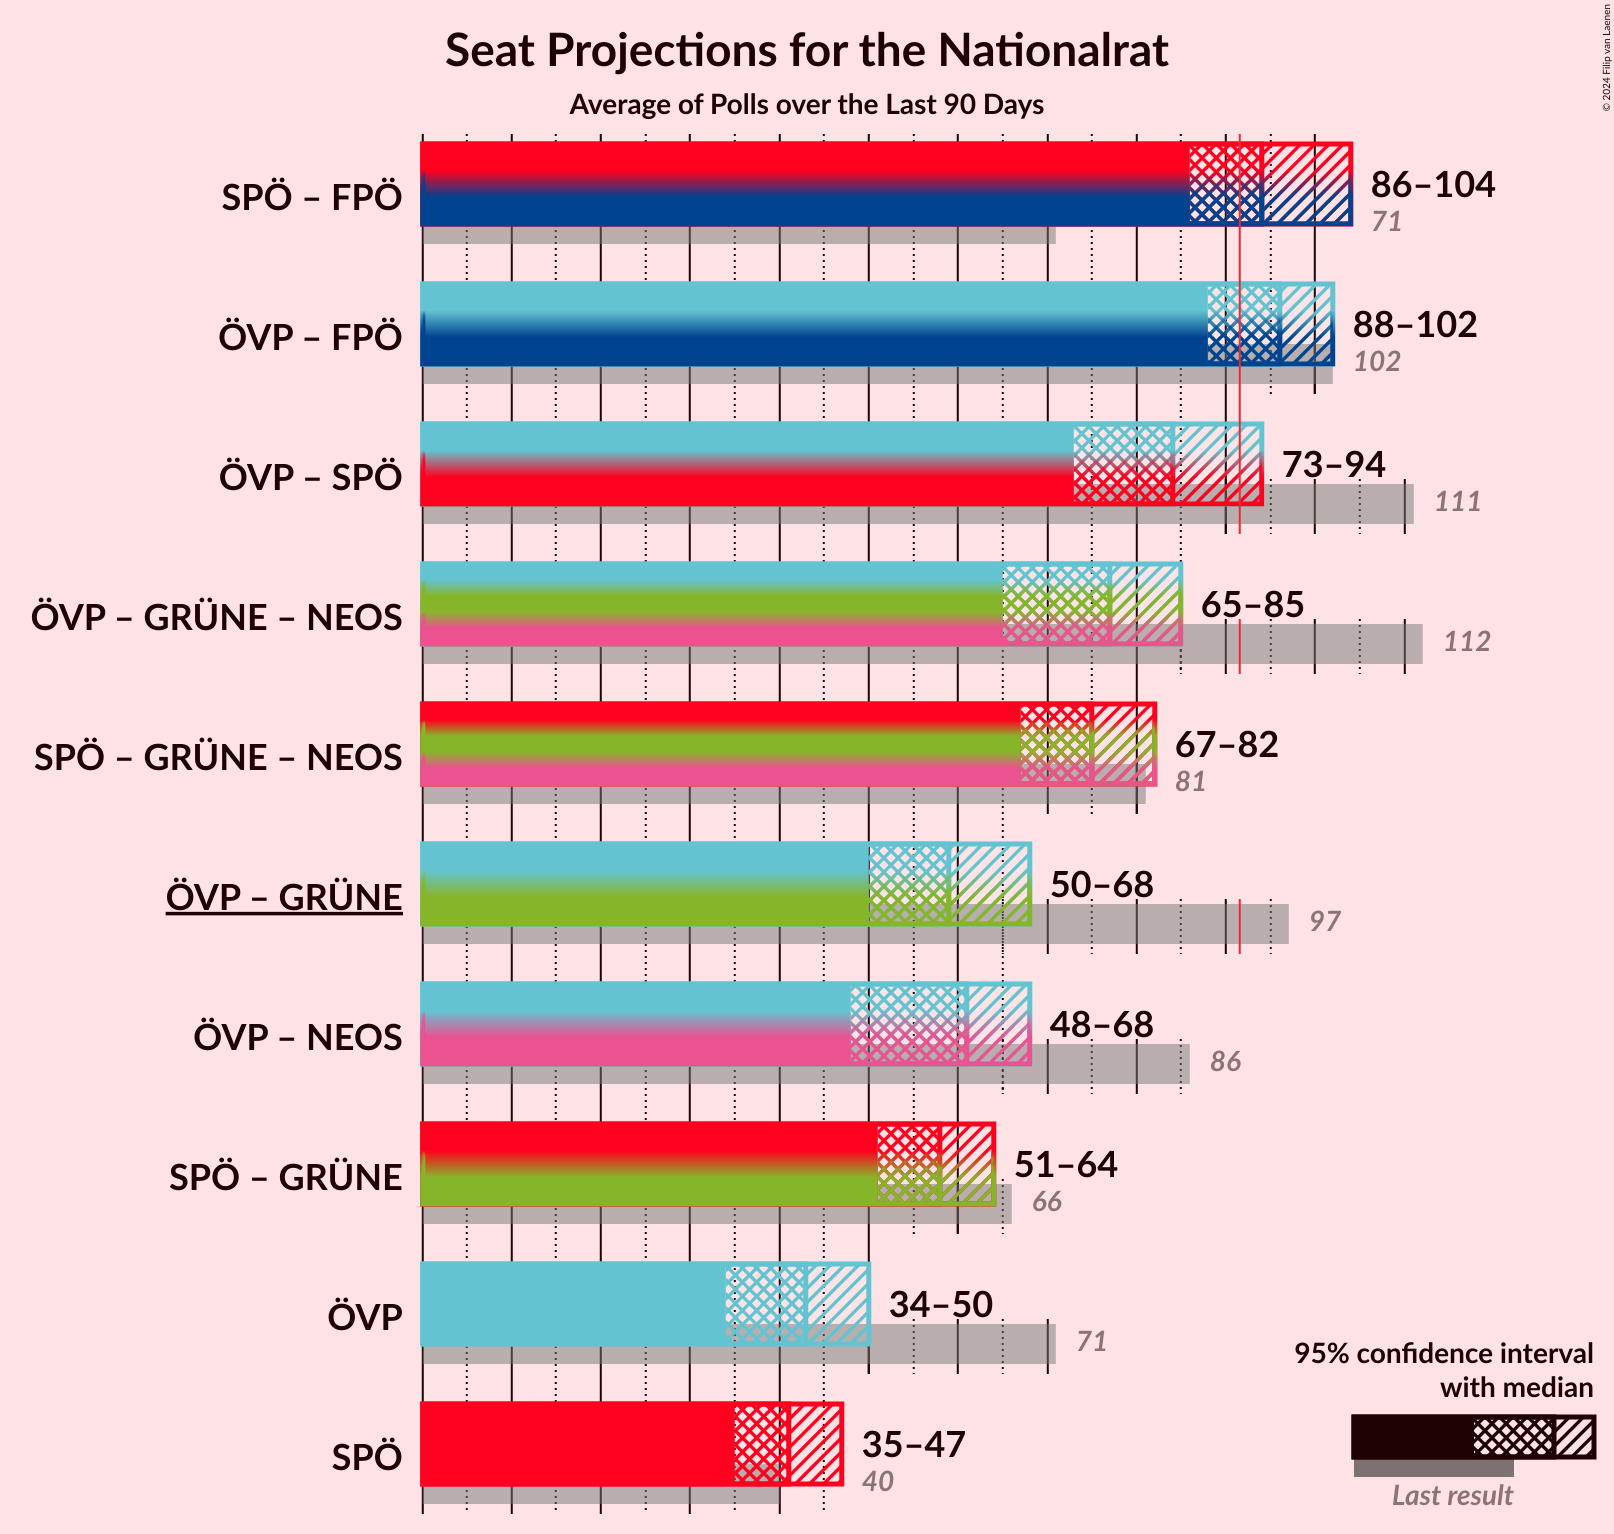 Seat Projections for the Nationalrat
Average of Polls over the Last 90 Days
© 2024 Filip van Laenen
SPÖ – FPÖ
86–104
71
ÖVP – FPÖ
88–102
102
ÖVP – SPÖ
73–94
111
ÖVP – GRÜNE – NEOS
65–85
112
SPÖ – GRÜNE – NEOS
67–82
81
ÖVP – GRÜNE
50–68
97
ÖVP – NEOS
48–68
86
SPÖ – GRÜNE
51–64
66
ÖVP
34–50
71
SPÖ
35–47
40
95% confidence interval
with median
Last result